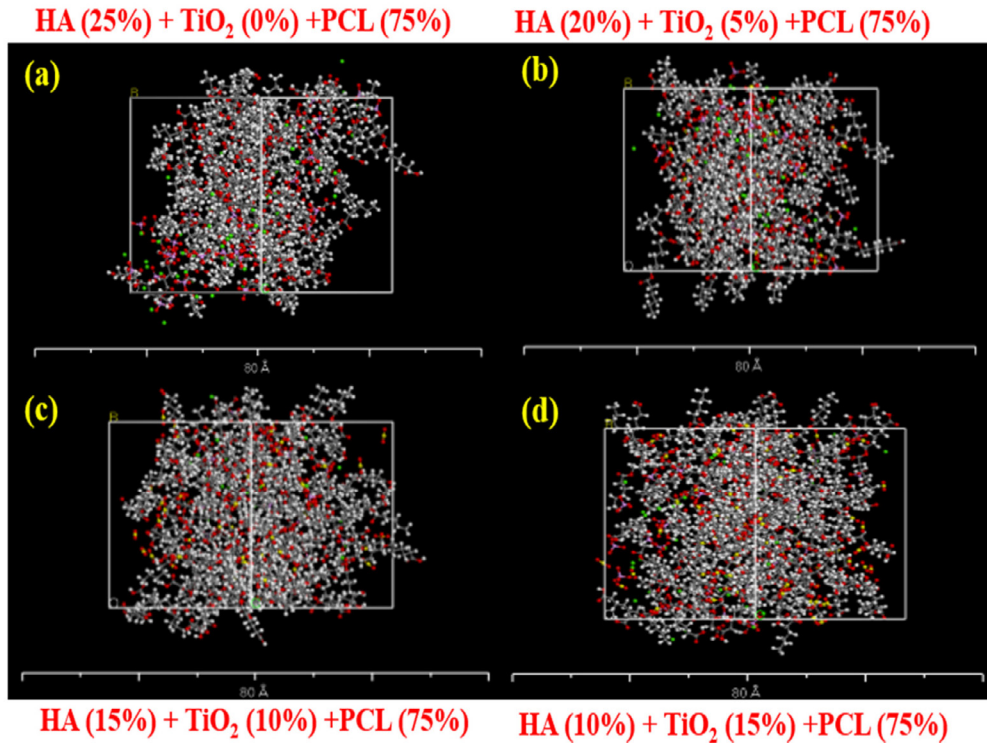 HA (25%) + TiO₂ (0%) +PCL (75%)
HA (20%) + TiO₂ (5%) +PCL (75%)
(a)
(b)
B
B
O
80 Å
80 Å
(c)
(d)
B
O
80 Å
80 Å
HA (15%) + TiO₂ (10%) +PCL (75%)
HA (10%) + TiO₂ (15%) +PCL (75%)